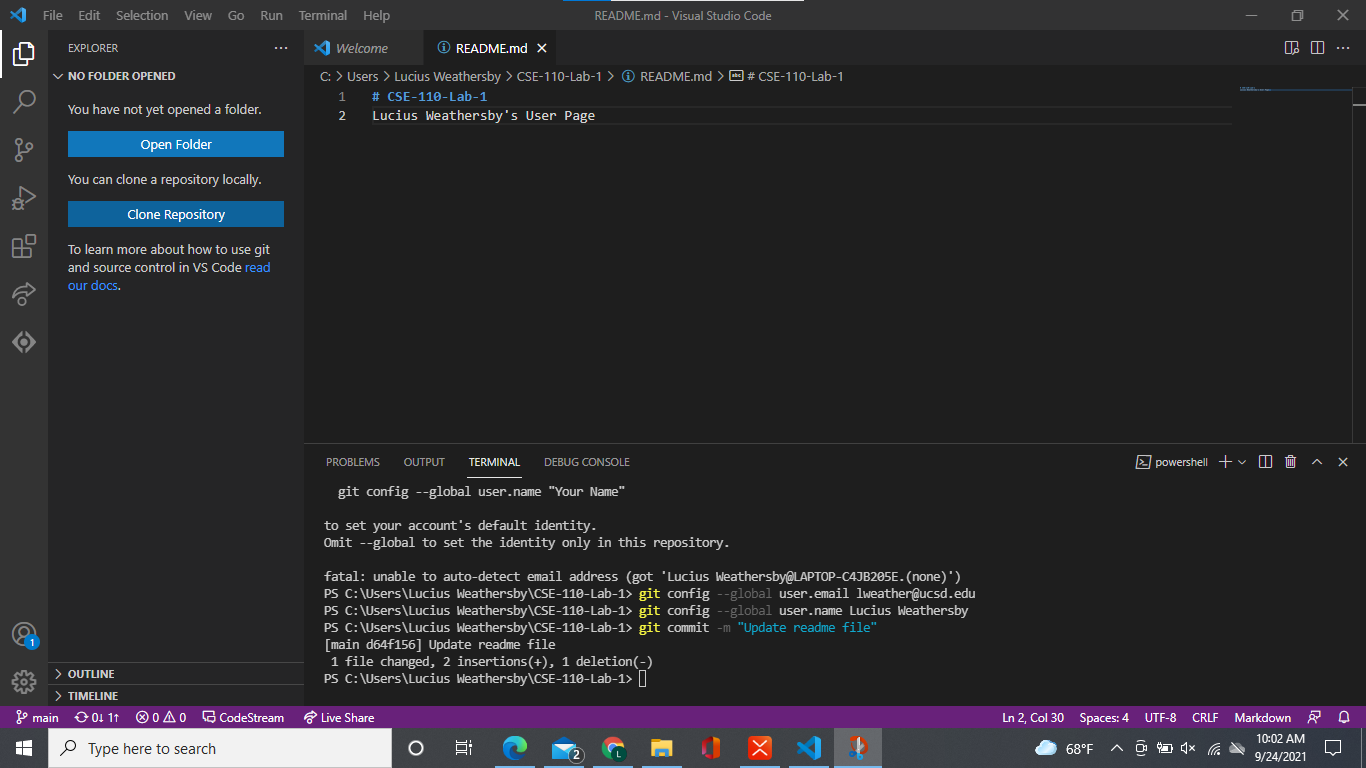 File Edit Selection View Go Run Terminal Help
README.md - Visual Studio Code
EXPLORER
NO FOLDER OPENED
You have not yet opened a folder.
Open Folder
You can clone a repository locally.
Clone Repository
To learn more about how to use git
and source control in VS Code read
our docs.
Welcome
README.md
C: > Users > Lucius Weathersby > CSE-110-Lab-1 > README.md > # CSE-110-Lab-1
1 # CSE-110-Lab-1
2 Lucius Weathersby's User Page
PROBLEMS OUTPUT TERMINAL DEBUG CONSOLE
powershell
git config --global user.name "Your Name"
to set your account's default identity.
Omit --global to set the identity only in this repository.
fatal: unable to auto-detect email address (got 'Lucius Weathersby@LAPTOP-C4JB205E.(none)')
PS C:\Users\Lucius Weathersby\CSE-110-Lab-1> git config --global user.email lweather@ucsd.edu
PS C:\Users\Lucius Weathersby\CSE-110-Lab-1> git config --global user.name Lucius Weathersby
PS C:\Users\Lucius Weathersby\CSE-110-Lab-1> git commit -m "Update readme file"
[main d64f156] Update readme file
1 file changed, 2 insertions(+), 1 deletion(-)
PS C:\Users\Lucius Weathersby\CSE-110-Lab-1>
1
OUTLINE
TIMELINE
main 0↓ 1↑ 0 0 CodeStream Live Share
Ln 2, Col 30 Spaces: 4 UTF-8 CRLF Markdown
Type here to search
2
68°F
10:02 AM
9/24/2021